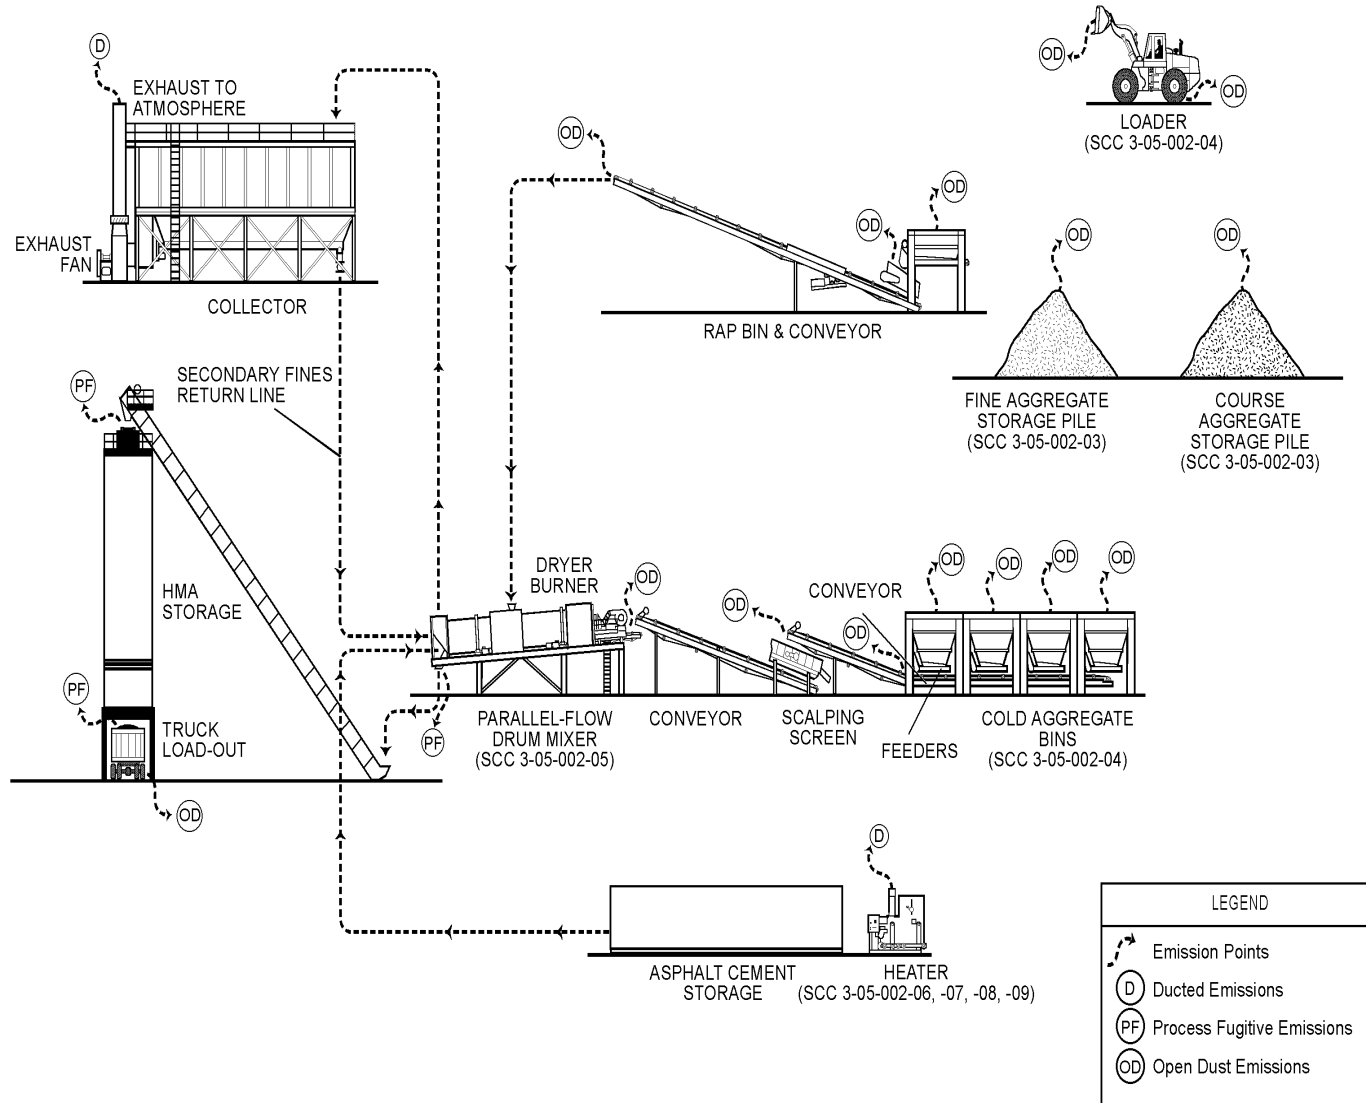 D
EXHAUST TO
ATMOSPHERE
EXHAUST
FAN
COLLECTOR
OD
OD
LOADER
(SCC 3-05-002-04)
OD
OD
OD
RAP BIN & CONVEYOR
OD
OD
FINE AGGREGATE
STORAGE PILE
(SCC 3-05-002-03)
COURSE
AGGREGATE
STORAGE PILE
(SCC 3-05-002-03)
SECONDARY FINES
RETURN LINE
PF
HMA
STORAGE
PF
TRUCK
LOAD-OUT
OD
DRYER
BURNER
OD
PF
PARALLEL-FLOW
DRUM MIXER
(SCC 3-05-002-05)
CONVEYOR
OD
SCALPING
SCREEN
CONVEYOR
OD
FEEDERS
OD
OD
OD
OD
COLD AGGREGATE
BINS
(SCC 3-05-002-04)
D
ASPHALT CEMENT
STORAGE
HEATER
(SCC 3-05-002-06, -07, -08, -09)
LEGEND
Emission Points
D Ducted Emissions
PF Process Fugitive Emissions
OD Open Dust Emissions